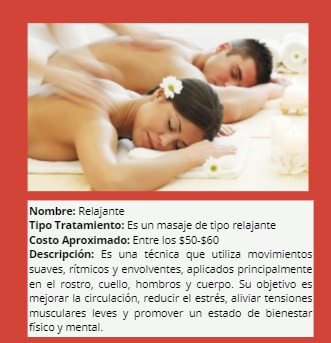 Nombre: Relajante
Tipo Tratamiento: Es un masaje de tipo relajante
Costo Aproximado: Entre los $50-$60
Descripción: Es una técnica que utiliza movimientos
suaves, rítmicos y envolventes, aplicados principalmente
en el rostro, cuello, hombros y cuerpo. Su objetivo es
mejorar la circulación, reducir el estrés, aliviar tensiones
musculares leves y promover un estado de bienestar
físico y mental.